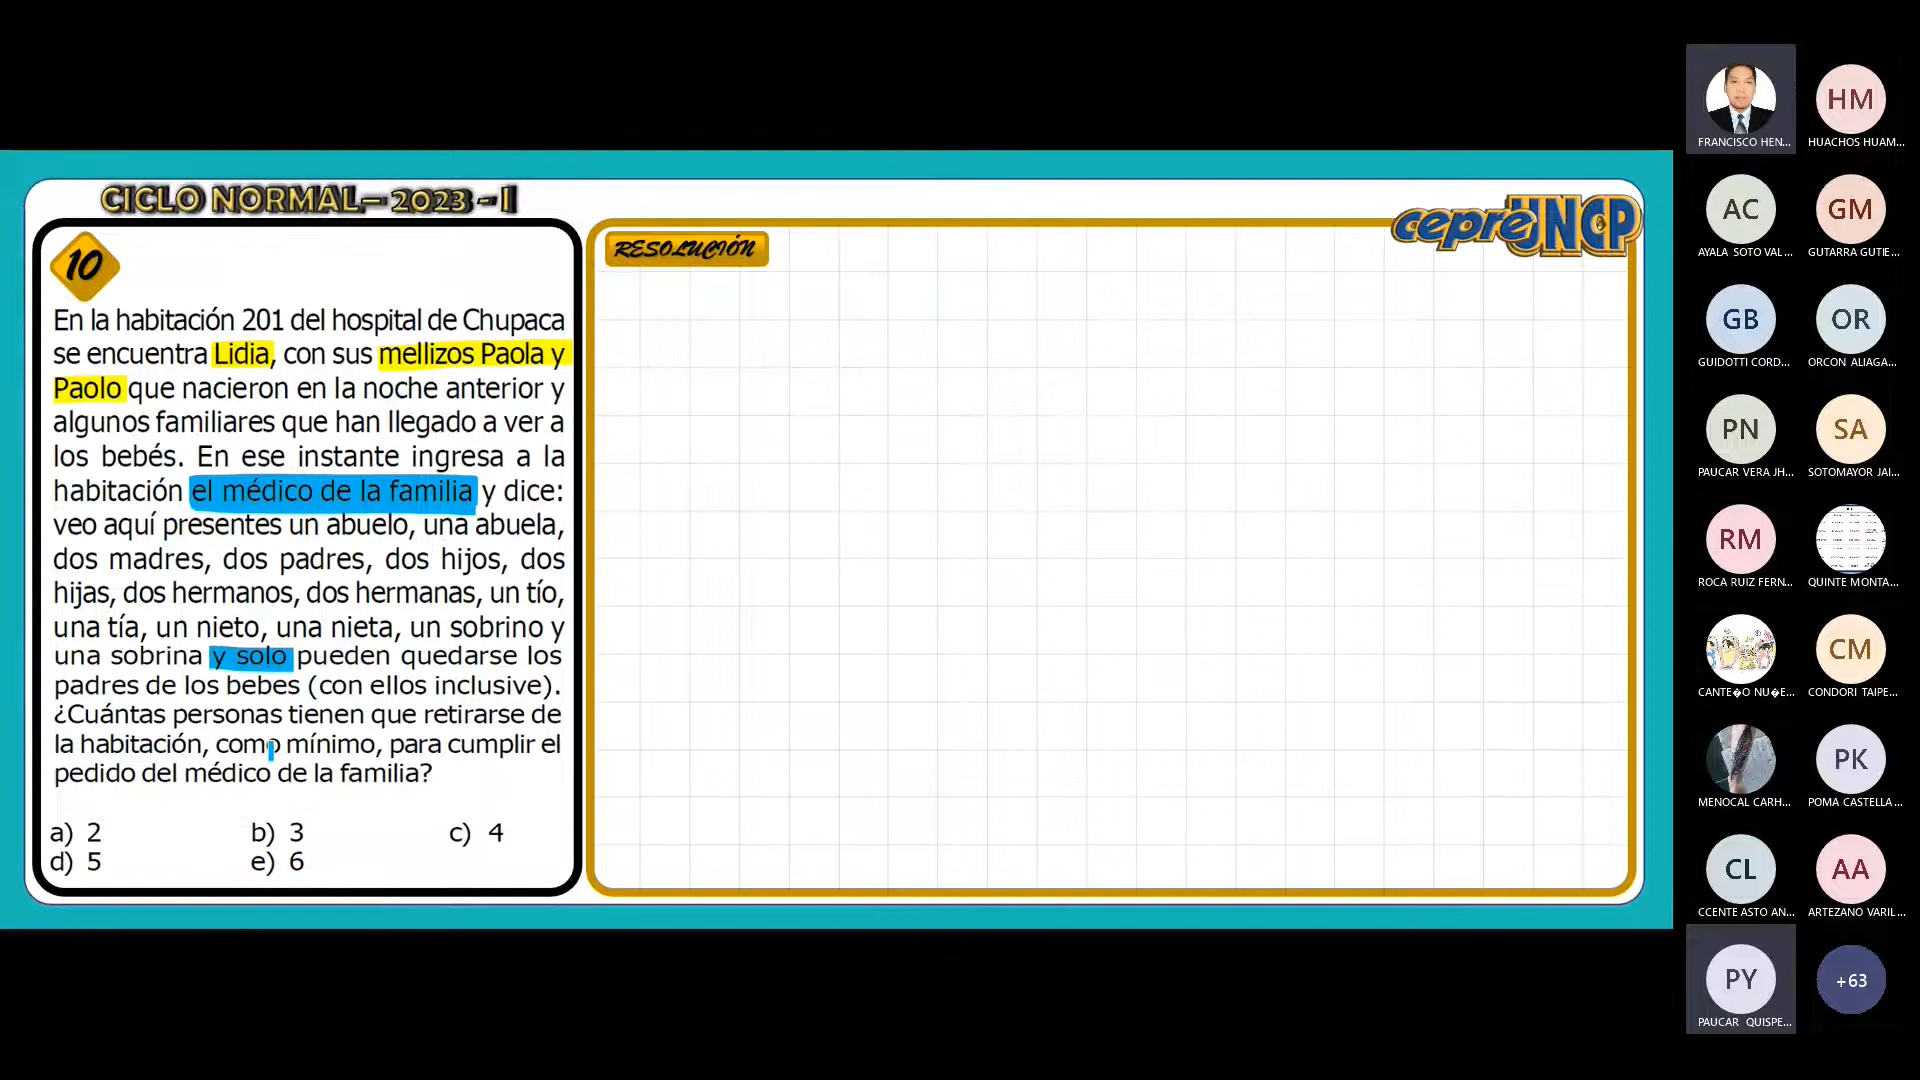 CICLO NORMAL– 2023 - I
cepreUNCP
10
RESOLUCIÓN
En la habitación 201 del hospital de Chupaca
se encuentra Lidia, con sus mellizos Paola y
Paolo que nacieron en la noche anterior y
algunos familiares que han llegado a ver a
los bebés. En ese instante ingresa a la
habitación el médico de la familia y dice:
veo aquí presentes un abuelo, una abuela,
dos madres, dos padres, dos hijos, dos
hijas, dos hermanos, dos hermanas, un tío,
una tía, un nieto, una nieta, un sobrino y
una sobrina y solo pueden quedarse los
padres de los bebes (con ellos inclusive).
¿Cuántas personas tienen que retirarse de
la habitación, como mínimo, para cumplir el
pedido del médico de la familia?
a) 2 b) 3 c) 4
d) 5 e) 6
FRANCISCO HEN...
HM
HUACHOS HUAM...
AC
AYALA SOTO VAL...
GM
GUTARRA GUTIE...
GB
GUIDOTTI CORD...
OR
ORCON ALIAGA...
PN
PAUCAR VERA JH...
SA
SOTOMAYOR JAI...
RM
ROCA RUIZ FERN...
QUINTE MONTA...
CANTE�O NU�E...
CM
CONDORI TAIPE...
MENOCAL CARH...
PK
POMA CASTELLA...
CL
CCENTE ASTO AN...
AA
ARTEZANO VARIL...
PY
PAUCAR QUISPE...
+63